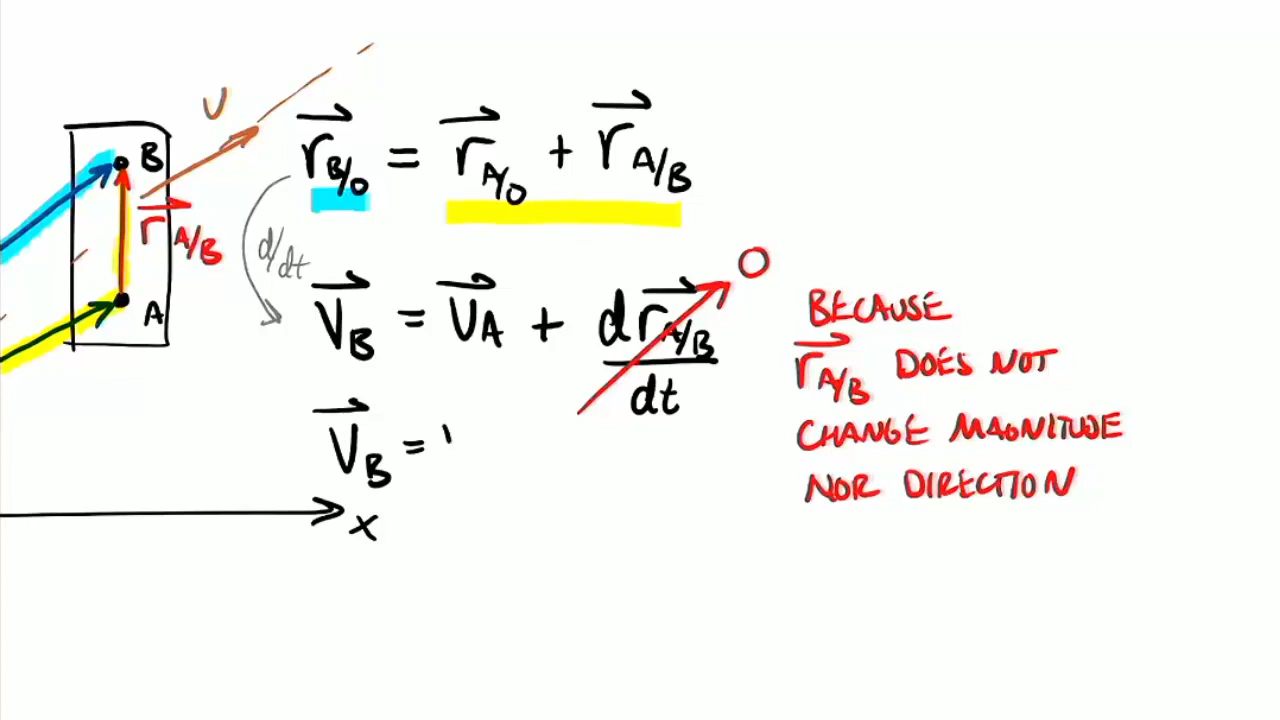 B
A
r⃗ A/B
V
x
d/dt
r⃗ B/O = r⃗ A/O + r⃗ A/B
V⃗ B = V⃗ A + d r⃗ A/B / dt
O
V⃗ B =
BECAUSE
r⃗ A/B DOES NOT
CHANGE MAGNITUDE
NOR DIRECTION